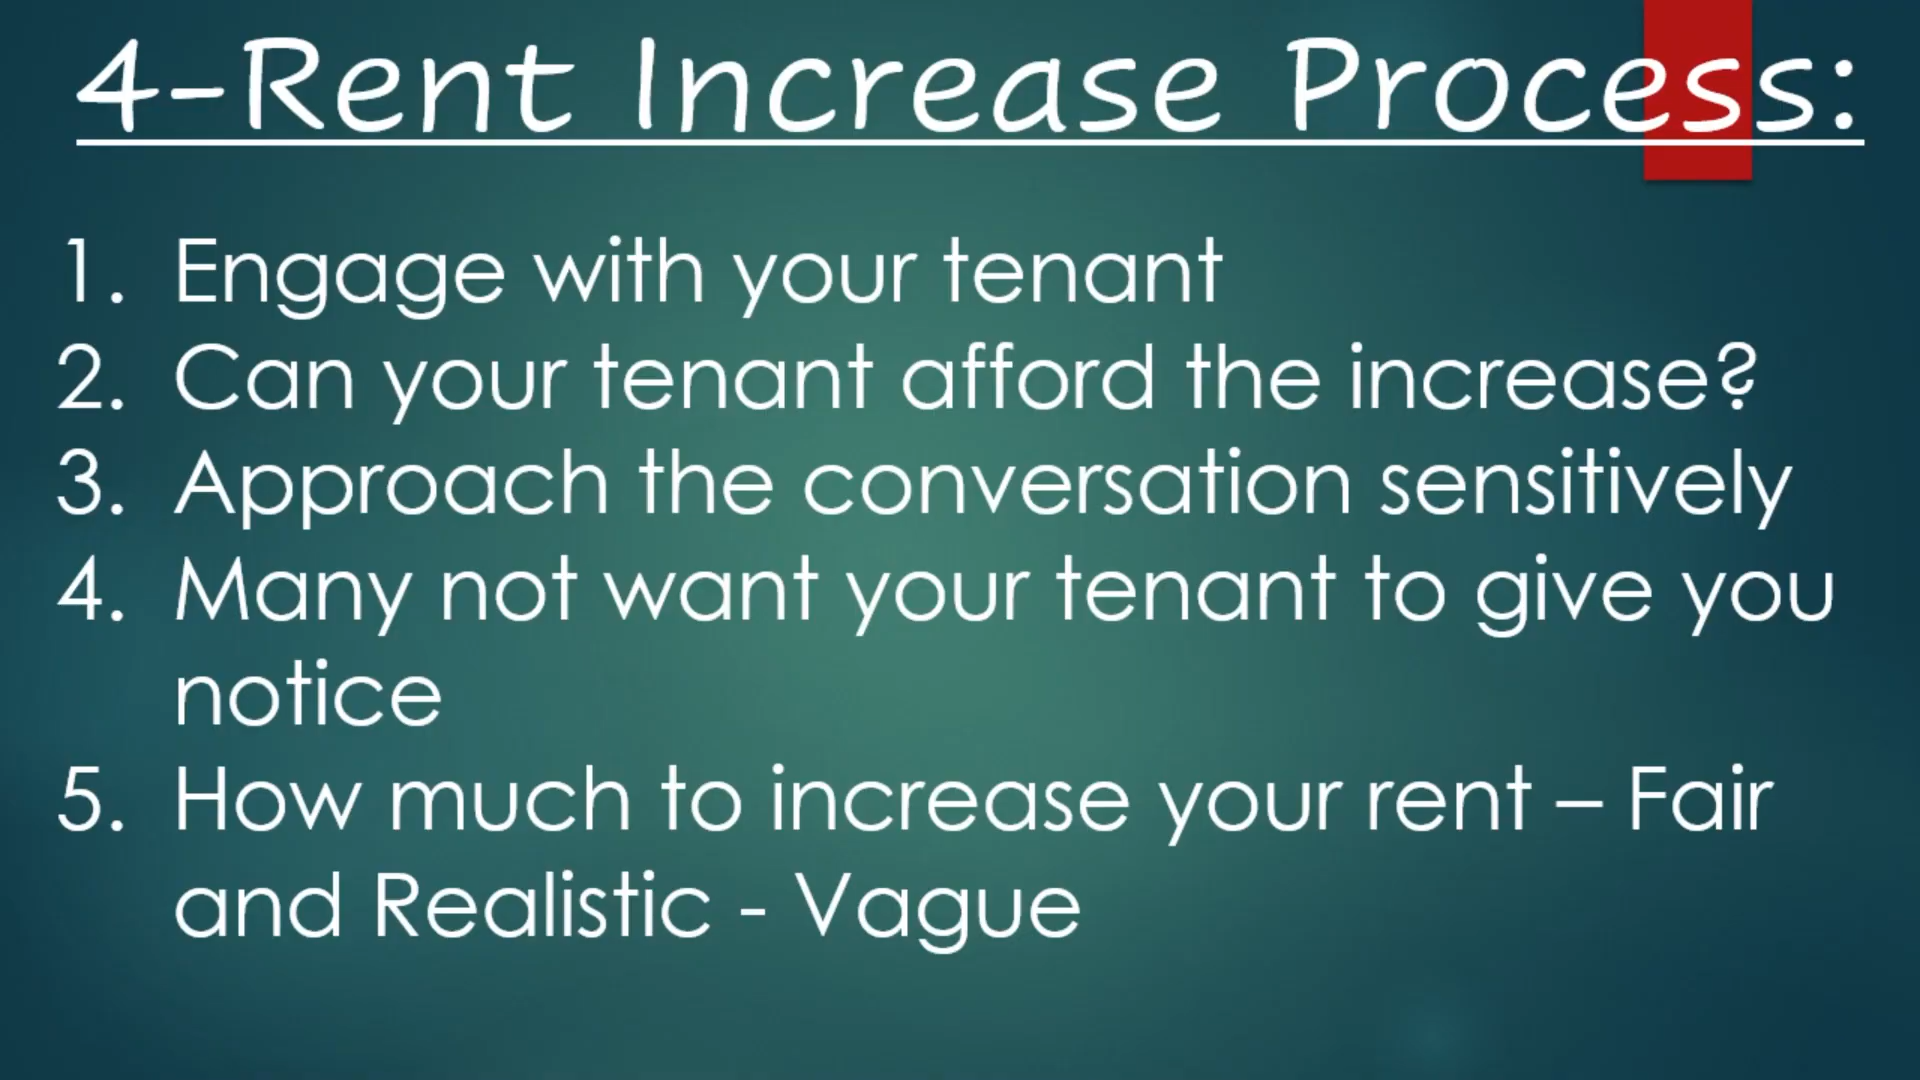 4-Rent Increase Process:
1. Engage with your tenant
2. Can your tenant afford the increase?
3. Approach the conversation sensitively
4. Many not want your tenant to give you
notice
5. How much to increase your rent – Fair
and Realistic - Vague